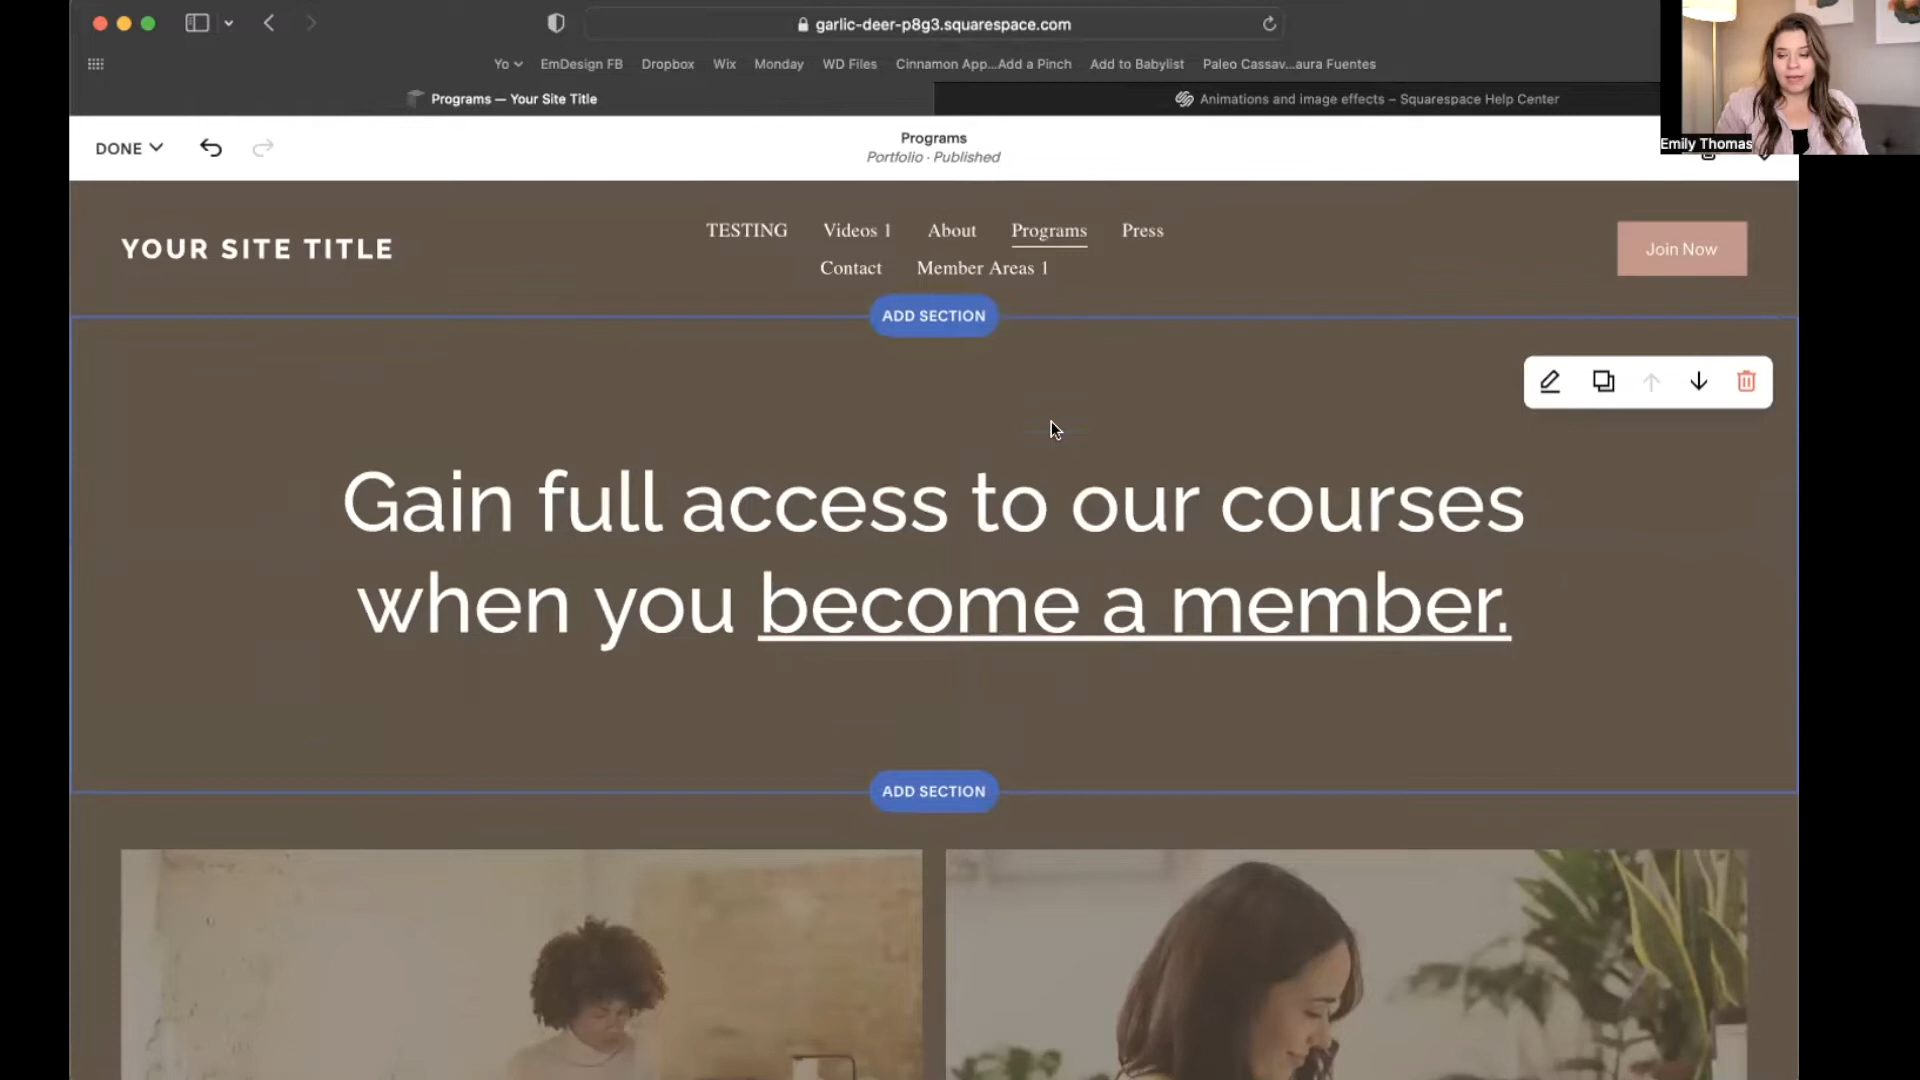 garlic-deer-p8g3.squarespace.com
Yo EmDesign FB Dropbox Wix Monday WD Files Cinnamon App...Add a Pinch Add to Babylist Paleo Cassav...aura Fuentes
Programs — Your Site Title
Animations and image effects – Squarespace Help Center
Emily Thomas
DONE
Programs
Portfolio · Published
YOUR SITE TITLE
TESTING Videos 1 About Programs Press
Contact Member Areas 1
Join Now
ADD SECTION
Gain full access to our courses
when you become a member.
ADD SECTION